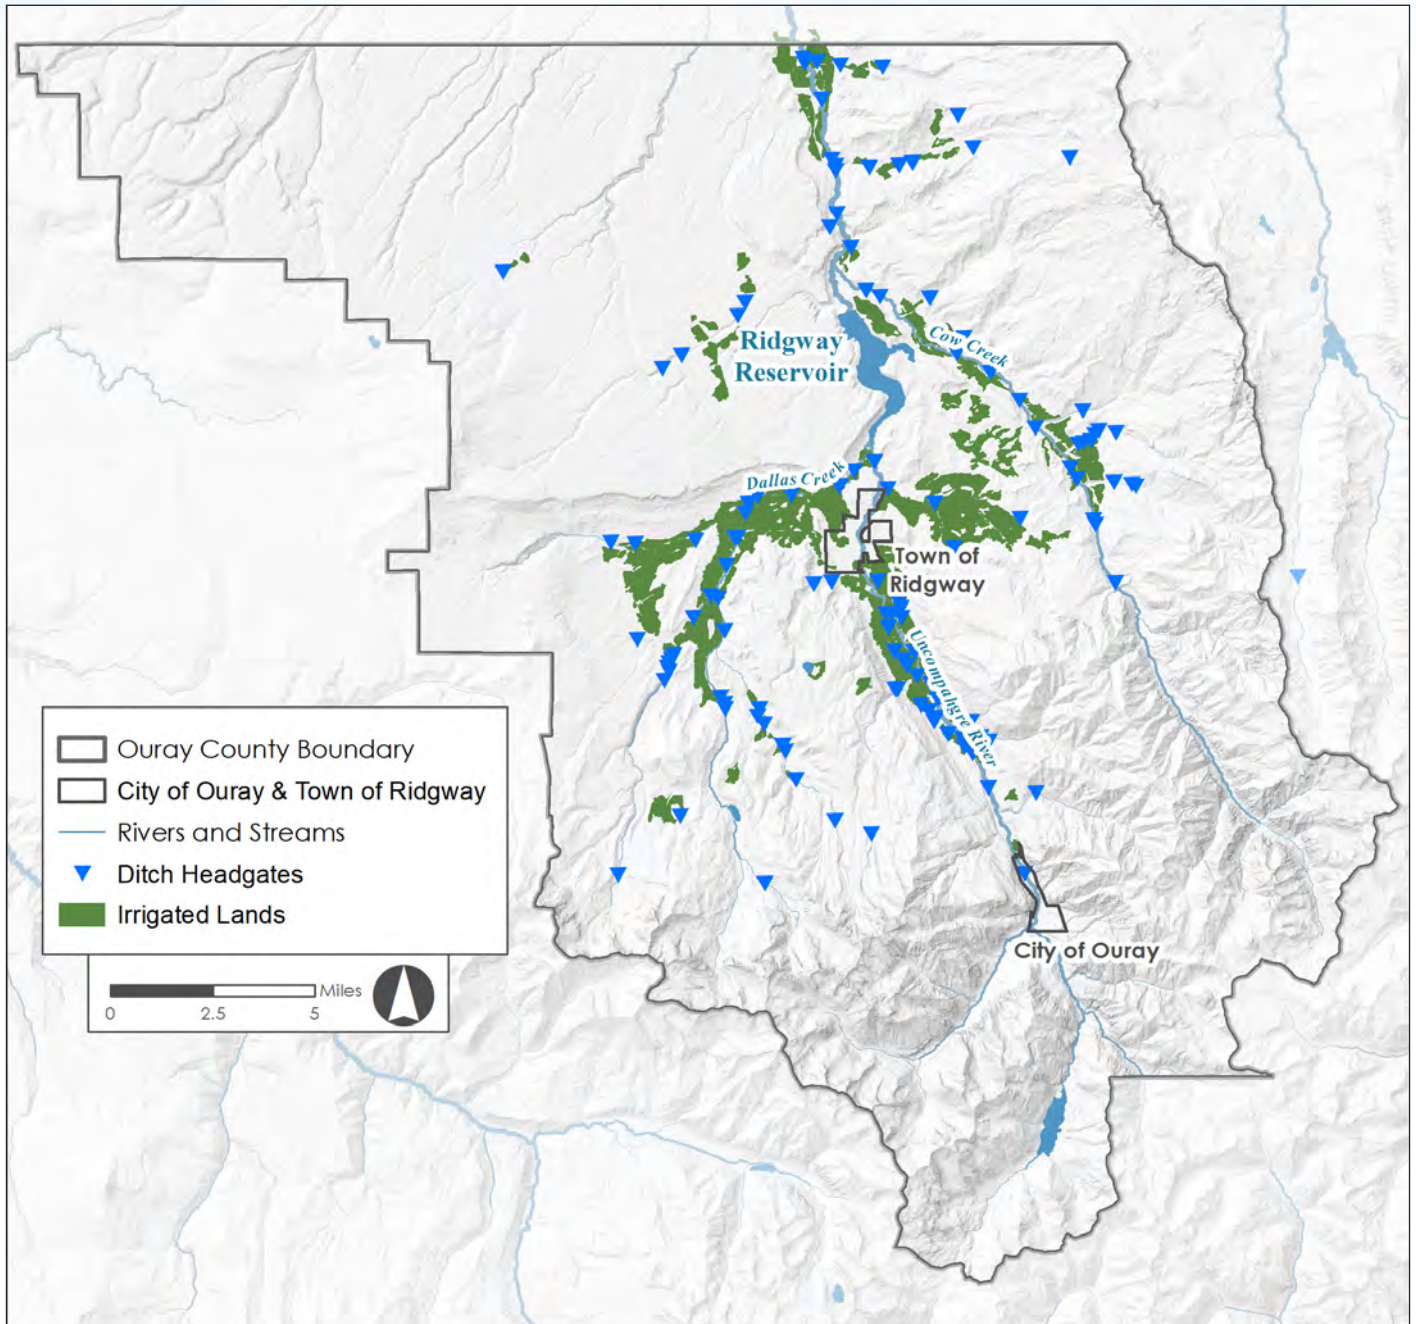 Ridgway
Reservoir
Cow Creek
Dallas Creek
Town of
Ridgway
Uncompahgre River
Ouray County Boundary
City of Ouray & Town of Ridgway
Rivers and Streams
Ditch Headgates
Irrigated Lands
City of Ouray
Miles
0 2.5 5